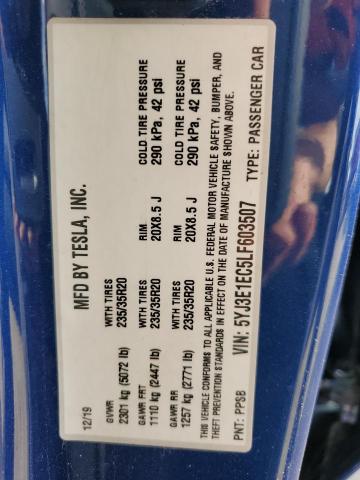 MFD BY TESLA, INC.
12/19
GVWR WITH TIRES RIM COLD TIRE PRESSURE
2301 kg (5072 lb) 235/35R20 20X8.5 J 290 kPa, 42 psi
GAWR FRT WITH TIRES RIM COLD TIRE PRESSURE
1110 kg (2447 lb) 235/35R20 20X8.5 J 290 kPa, 42 psi
GAWR RR WITH TIRES
1257 kg (2771 lb) 235/35R20
THIS VEHICLE CONFORMS TO ALL APPLICABLE U.S. FEDERAL MOTOR VEHICLE SAFETY, BUMPER, AND
THEFT PREVENTION STANDARDS IN EFFECT ON THE DATE OF MANUFACTURE SHOWN ABOVE.
VIN: 5YJ3E1EC5LF603507 TYPE: PASSENGER CAR
PNT: PPSB